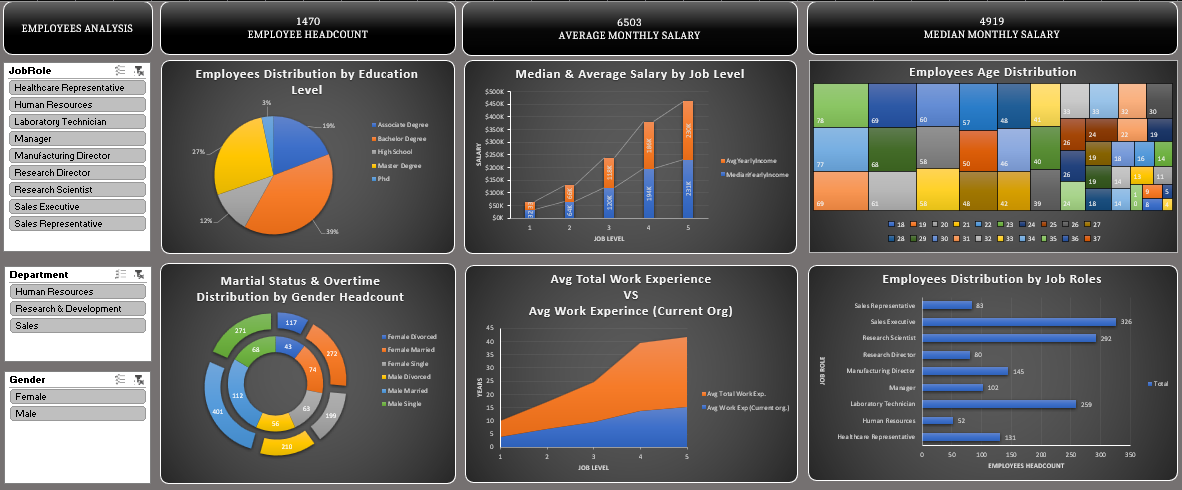 EMPLOYEES ANALYSIS
1470
EMPLOYEE HEADCOUNT
6503
AVERAGE MONTHLY SALARY
4919
MEDIAN MONTHLY SALARY
JobRole
Healthcare Representative
Human Resources
Laboratory Technician
Manager
Manufacturing Director
Research Director
Research Scientist
Sales Executive
Sales Representative
Department
Human Resources
Research & Development
Sales
Gender
Female
Male
Employees Distribution by Education
Level
3%
19%
27%
12%
39%
Associate Degree
Bachelor Degree
High School
Master Degree
Phd
Median & Average Salary by Job Level
$500K
$450K
$400K
$350K
$300K
$250K
$200K
$150K
$100K
$50K
$0K
SALARY
118K
230K
64K
120K
194K
231K
1 2 3 4 5
JOB LEVEL
AvgYearlyIncome
MedianYearlyIncome
Employees Age Distribution
78 69 60 57 48 41 33 33 32 30
77 68 58 50 46 40 26 24 22 19
26 19 18 16 14
69 61 58 48 42 39 24 19 18 14 13 11
14 10 9 5
8 4
18 19 20 21 22 23 24 25 26 27
28 29 30 31 32 33 34 35 36 37
Martial Status & Overtime
Distribution by Gender Headcount
117
271
272
43
68
74
112
63
56
401
199
210
Female Divorced
Female Married
Female Single
Male Divorced
Male Married
Male Single
Avg Total Work Experience
VS
Avg Work Experince (Current Org)
45
40
35
30
25
20
15
10
5
0
YEARS
1 2 3 4 5
JOB LEVEL
Avg Total Work Exp.
Avg Work Exp (Current org.)
Employees Distribution by Job Roles
JOB ROLE
Sales Representative 83
Sales Executive 326
Research Scientist 292
Research Director 80
Manufacturing Director 145
Manager 102
Laboratory Technician 259
Human Resources 52
Healthcare Representative 131
0 50 100 150 200 250 300 350
EMPLOYEES HEADCOUNT
Total